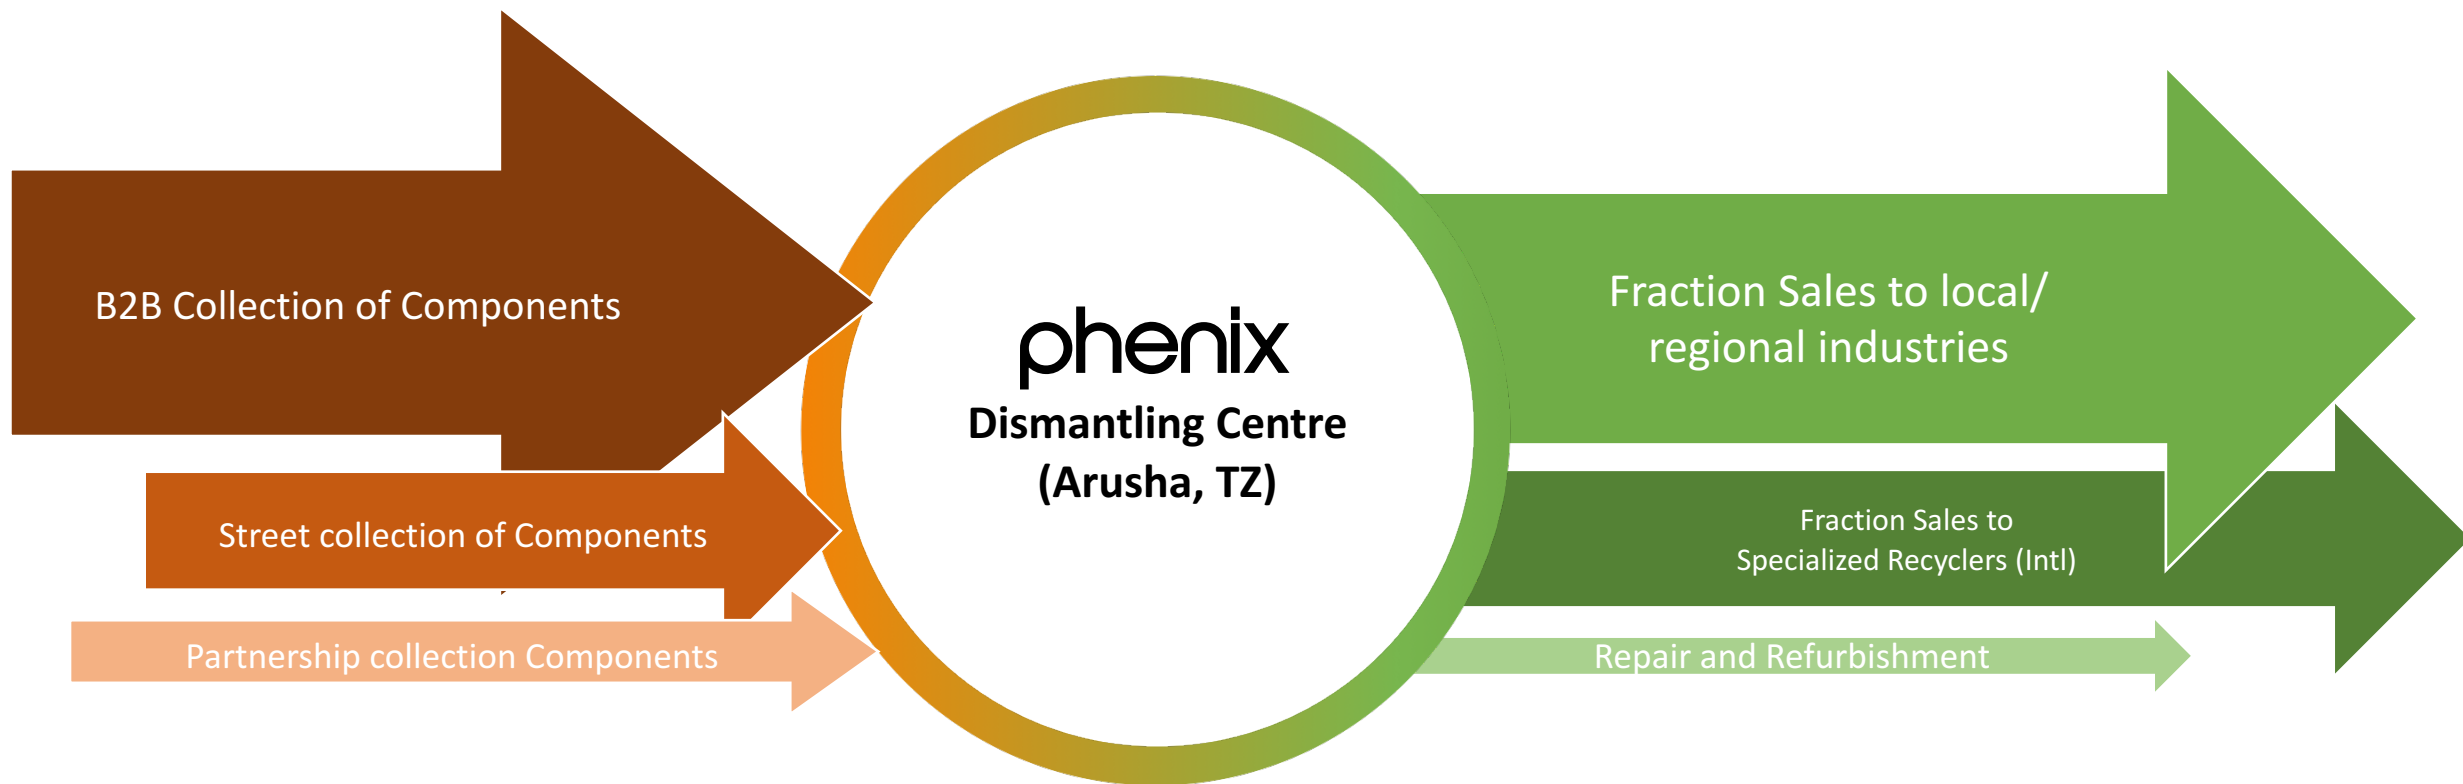 B2B Collection of Components
Street collection of Components
Partnership collection Components
phenix
Dismantling Centre
(Arusha, TZ)
Fraction Sales to local/
regional industries
Fraction Sales to
Specialized Recyclers (Intl)
Repair and Refurbishment